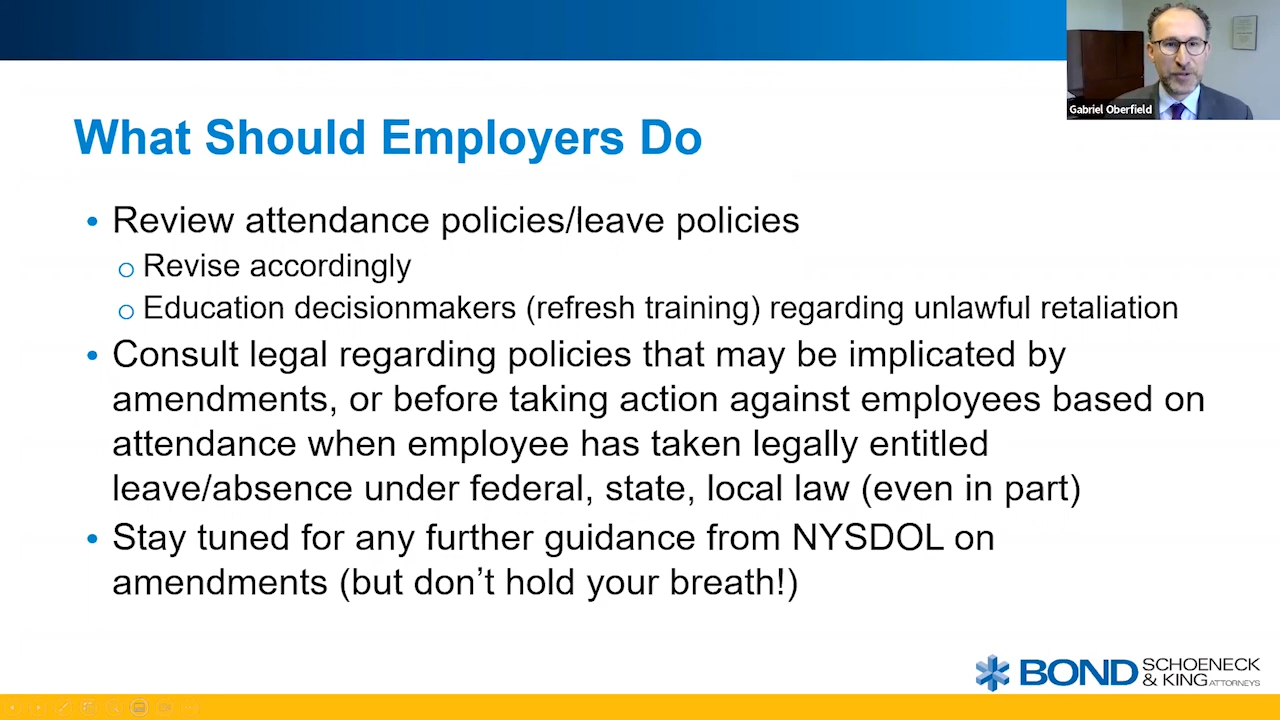 Gabriel Oberfield
What Should Employers Do
• Review attendance policies/leave policies
o Revise accordingly
o Education decisionmakers (refresh training) regarding unlawful retaliation
• Consult legal regarding policies that may be implicated by
amendments, or before taking action against employees based on
attendance when employee has taken legally entitled
leave/absence under federal, state, local law (even in part)
• Stay tuned for any further guidance from NYSDOL on
amendments (but don’t hold your breath!)
BOND SCHOENECK
& KING ATTORNEYS